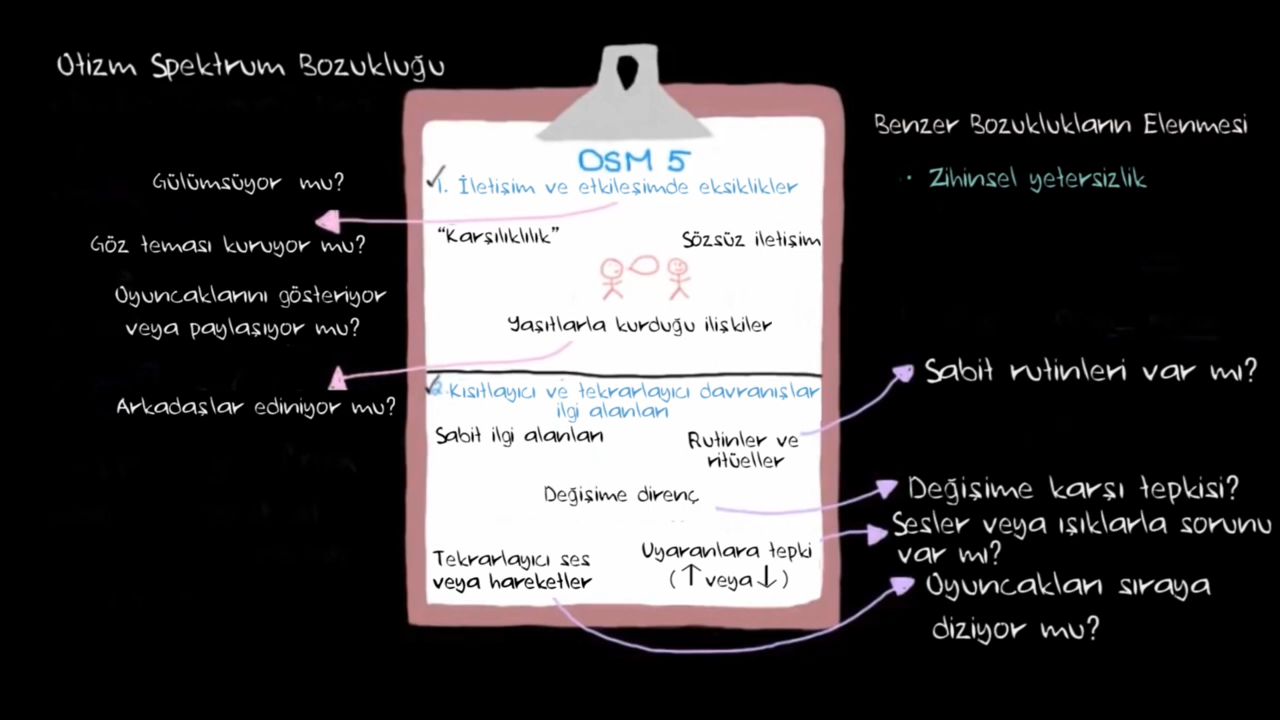 Otizm Spektrum Bozukluğu
Gülümsüyor mu?
Göz teması kuruyor mu?
Oyuncaklarını gösteriyor
veya paylaşıyor mu?
Arkadaşlar ediniyor mu?
OSM 5
1. İletişim ve etkileşimde eksiklikler
"Karşılıklılık"
Sözsüz iletişim
Yaşıtlarla kurduğu ilişkiler
2. Kısıtlayıcı ve tekrarlayıcı davranışlar
ilgi alanları
Sabit ilgi alanları
Rutinler ve
ritüeller
Değişime direnç
Tekrarlayıcı ses
veya hareketler
Uyaranlara tepki
(↑veya↓)
Benzer Bozuklukların Elenmesi
· Zihinsel yetersizlik
Sabit rutinleri var mı?
Değişime karşı tepkisi?
Sesler veya ışıklarla sorunu
var mı?
Oyuncakları sıraya
diziyor mu?